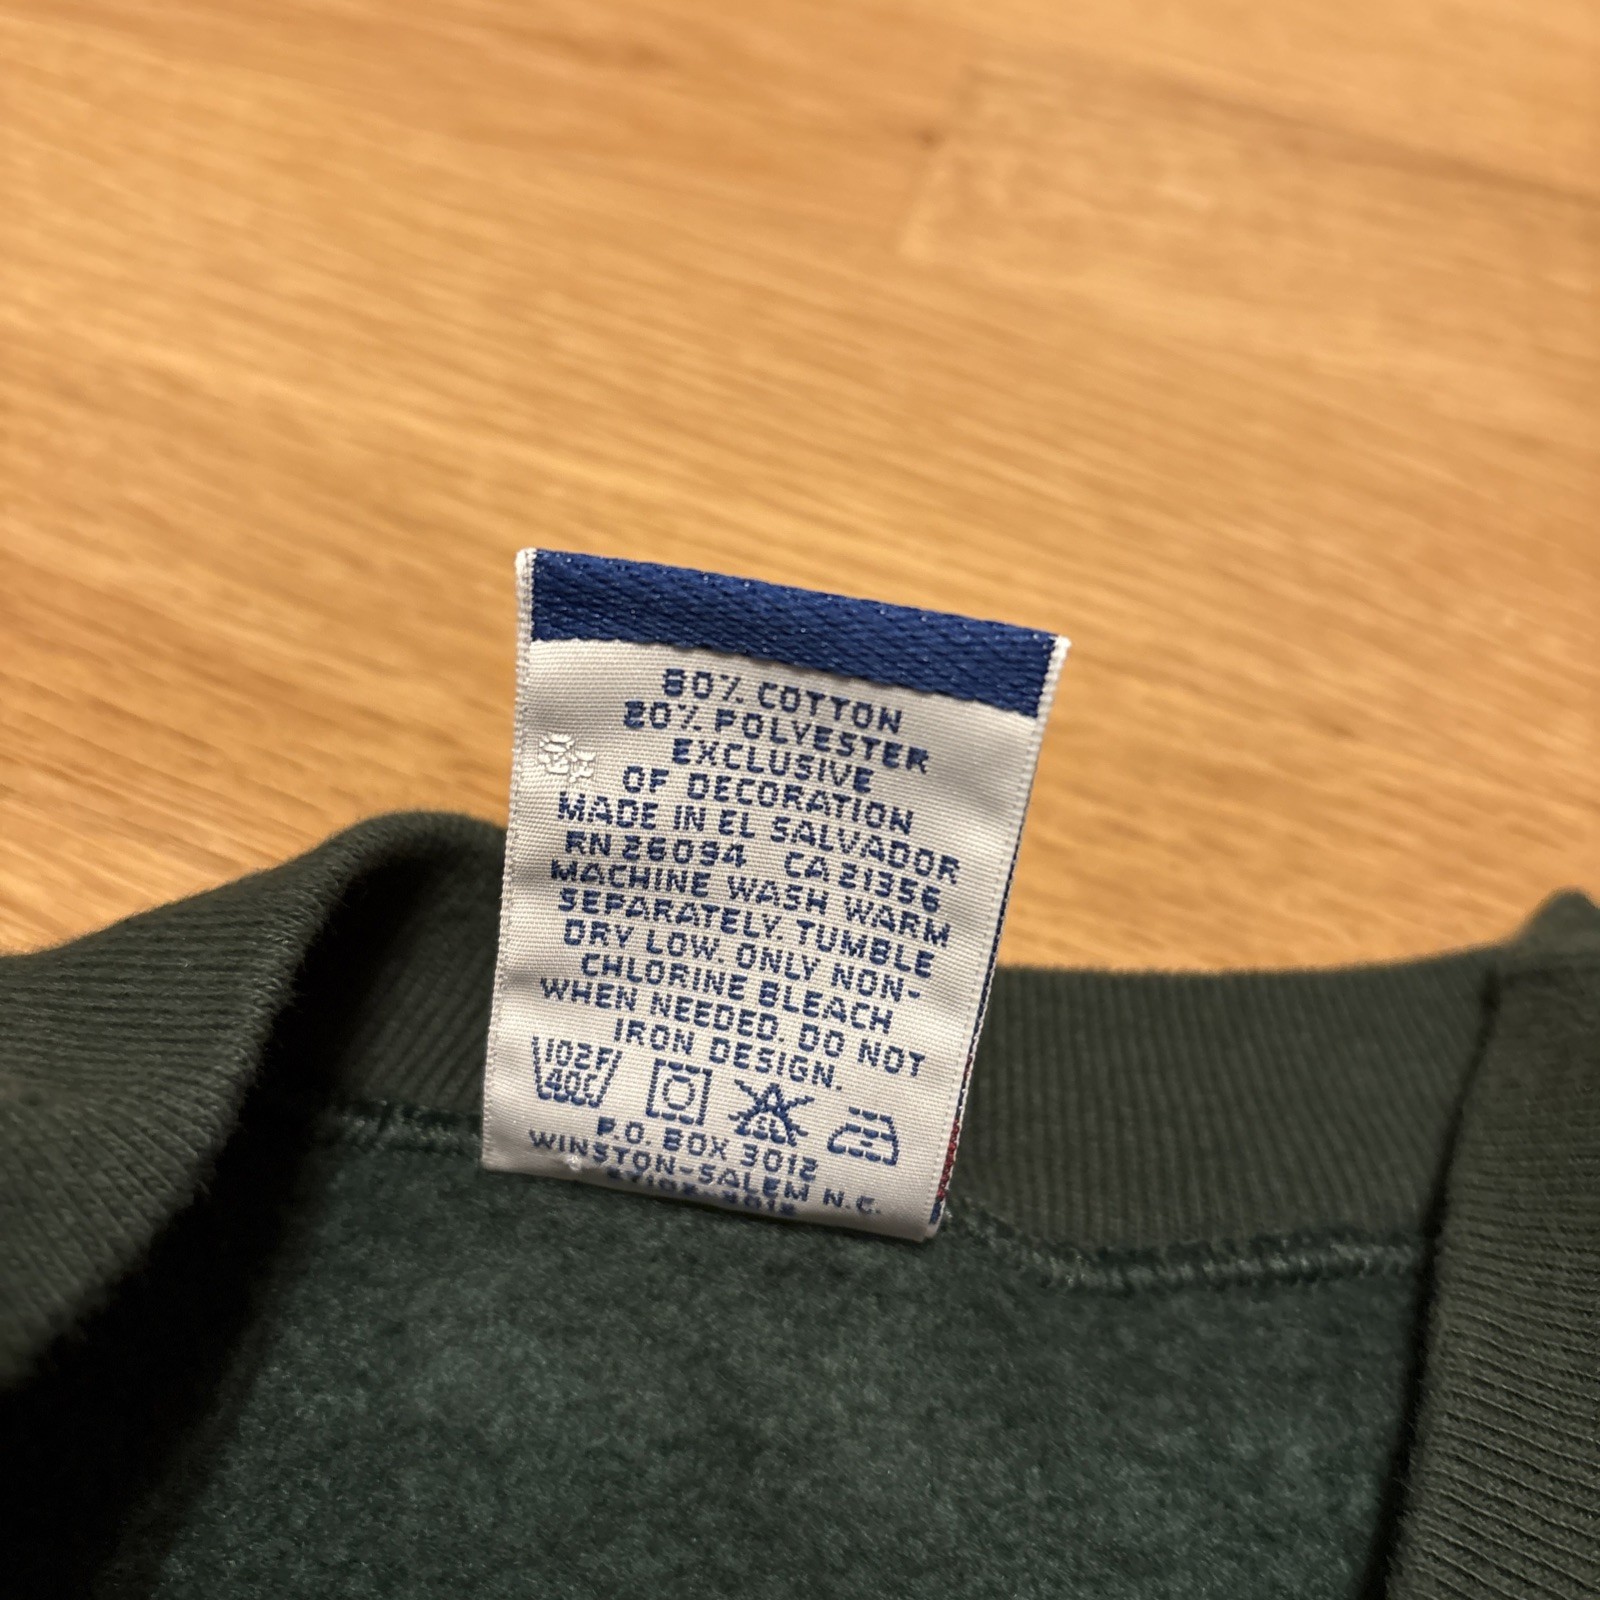 80% COTTON
20% POLYESTER
EXCLUSIVE
OF DECORATION
MADE IN EL SALVADOR
RN 26094 CA 21356
MACHINE WASH WARM
SEPARATELY. TUMBLE
DRY LOW. ONLY NON-
CHLORINE BLEACH
WHEN NEEDED. DO NOT
IRON DESIGN.
102F
40C
P.O. BOX 3012
WINSTON-SALEM N.C.